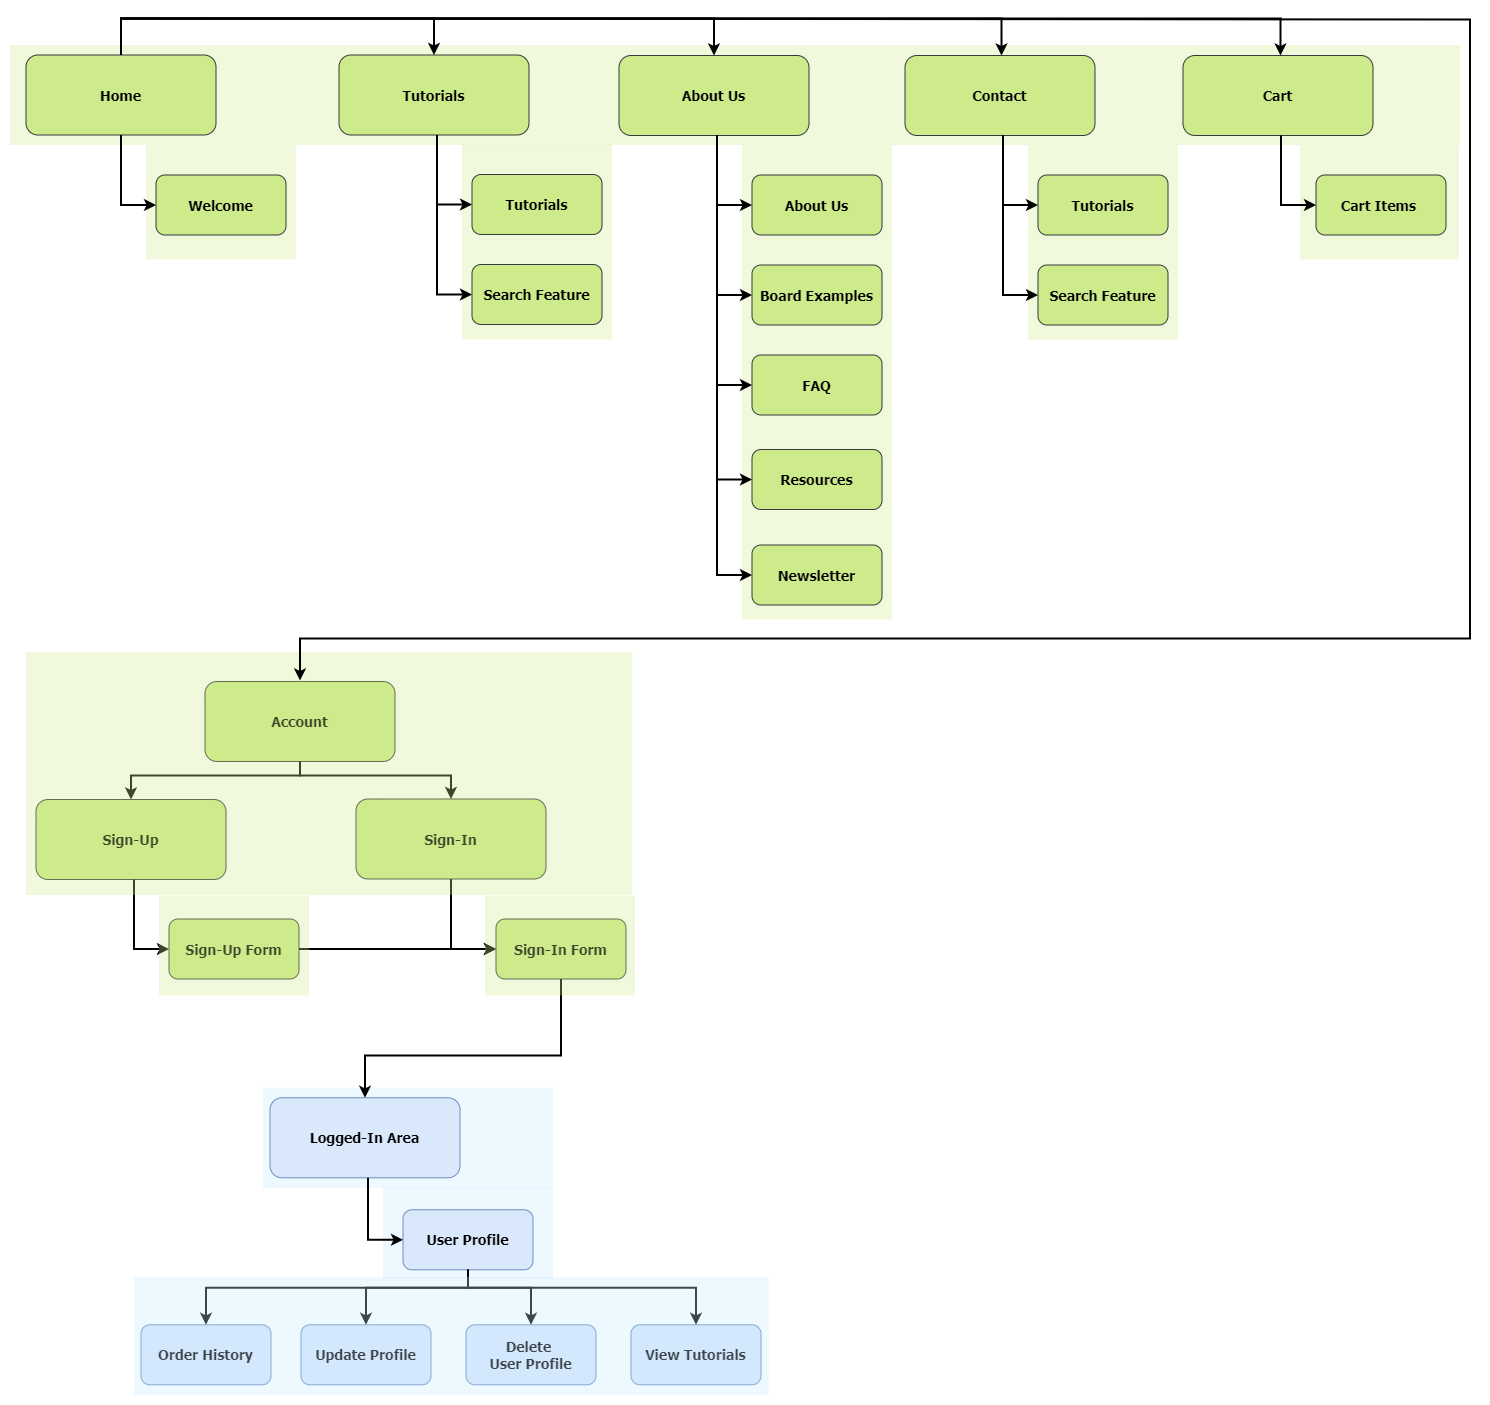 Home
Tutorials
About Us
Contact
Cart
Welcome
Tutorials
About Us
Tutorials
Cart Items
Search Feature
Board Examples
Search Feature
FAQ
Resources
Newsletter
Account
Sign-Up
Sign-In
Sign-Up Form
Sign-In Form
Logged-In Area
User Profile
Order History
Update Profile
Delete
User Profile
View Tutorials